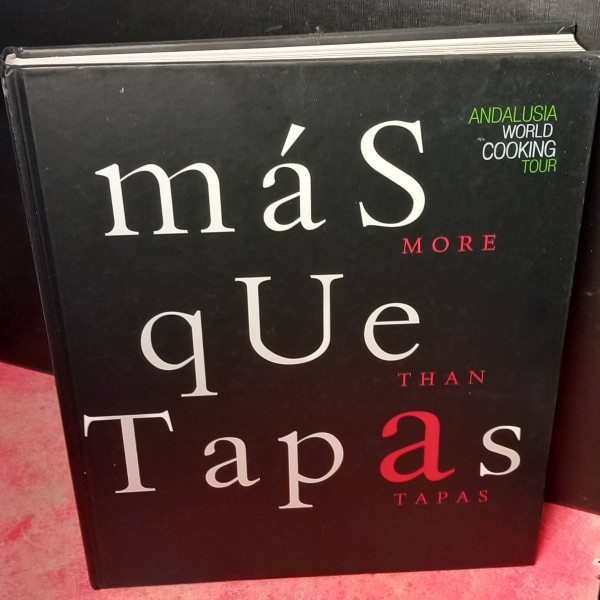 ANDALUSIA
WORLD
COOKING
TOUR
máS
MORE
qUe
THAN
Tapas
TAPAS